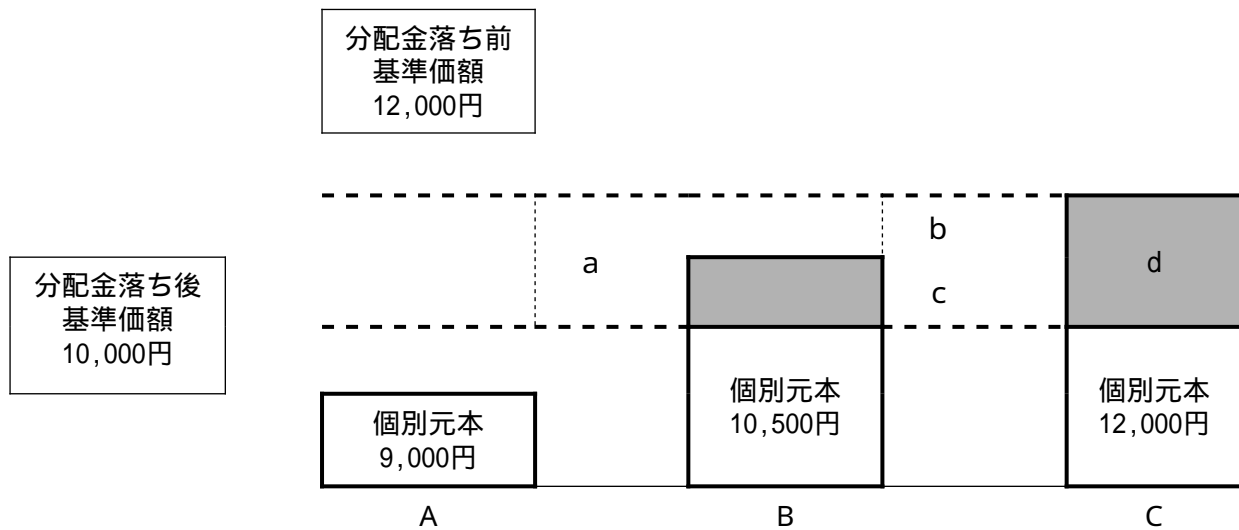 分配金落ち前
基準価額
12,000円
a
b
c
d
分配金落ち後
基準価額
10,000円
個別元本
9,000円
個別元本
10,500円
個別元本
12,000円
A
B
C